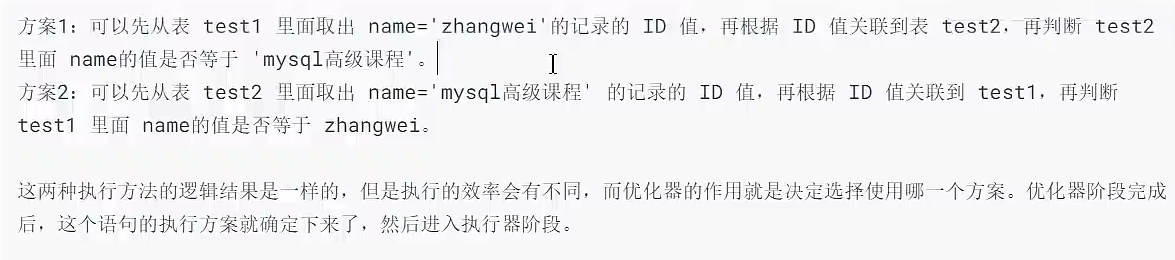 方案1：可以先从表 test1 里面取出 name='zhangwei'的记录的 ID 值，再根据 ID 值关联到表 test2，再判断 test2
里面 name的值是否等于 'mysql高级课程'。
方案2：可以先从表 test2 里面取出 name='mysql高级课程' 的记录的 ID 值，再根据 ID 值关联到 test1，再判断
test1 里面 name的值是否等于 zhangwei。
这两种执行方法的逻辑结果是一样的，但是执行的效率会有不同，而优化器的作用就是决定选择使用哪一个方案。优化器阶段完成
后，这个语句的执行方案就确定下来了，然后进入执行器阶段。